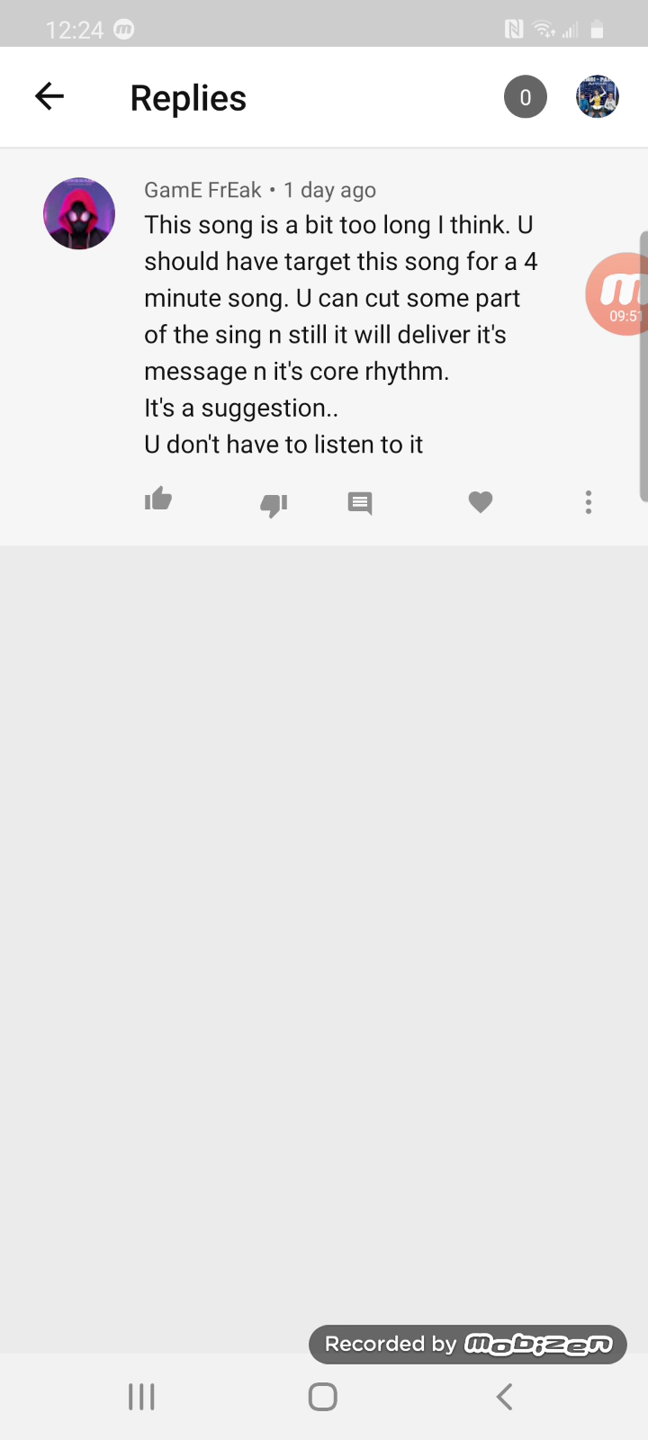 12:24
Replies
0
GamE FrEak • 1 day ago
This song is a bit too long I think. U
should have target this song for a 4
minute song. U can cut some part
of the sing n still it will deliver it's
message n it's core rhythm.
It's a suggestion..
U don't have to listen to it
09:51
Recorded by mobizen